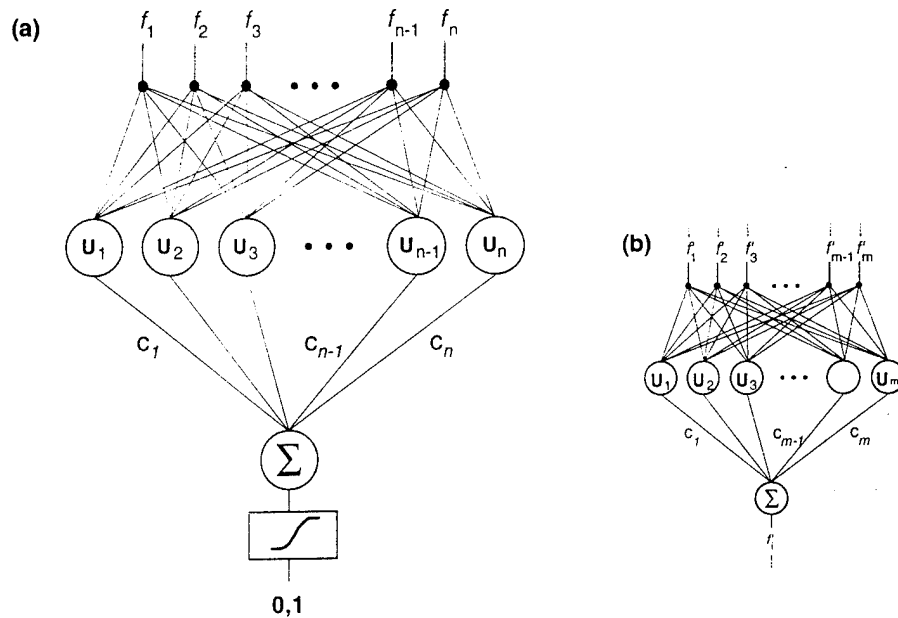 (a)
f1 f2 f3 fn-1 fn
• • •
U1 U2 U3 • • • Un-1 Un
c1 cn-1 cn
Σ
0,1
(b)
f'1 f'2 f'3 • • • f'm-1 f'm
U1 U2 U3 • • • Um
c1 cm-1 cm
Σ